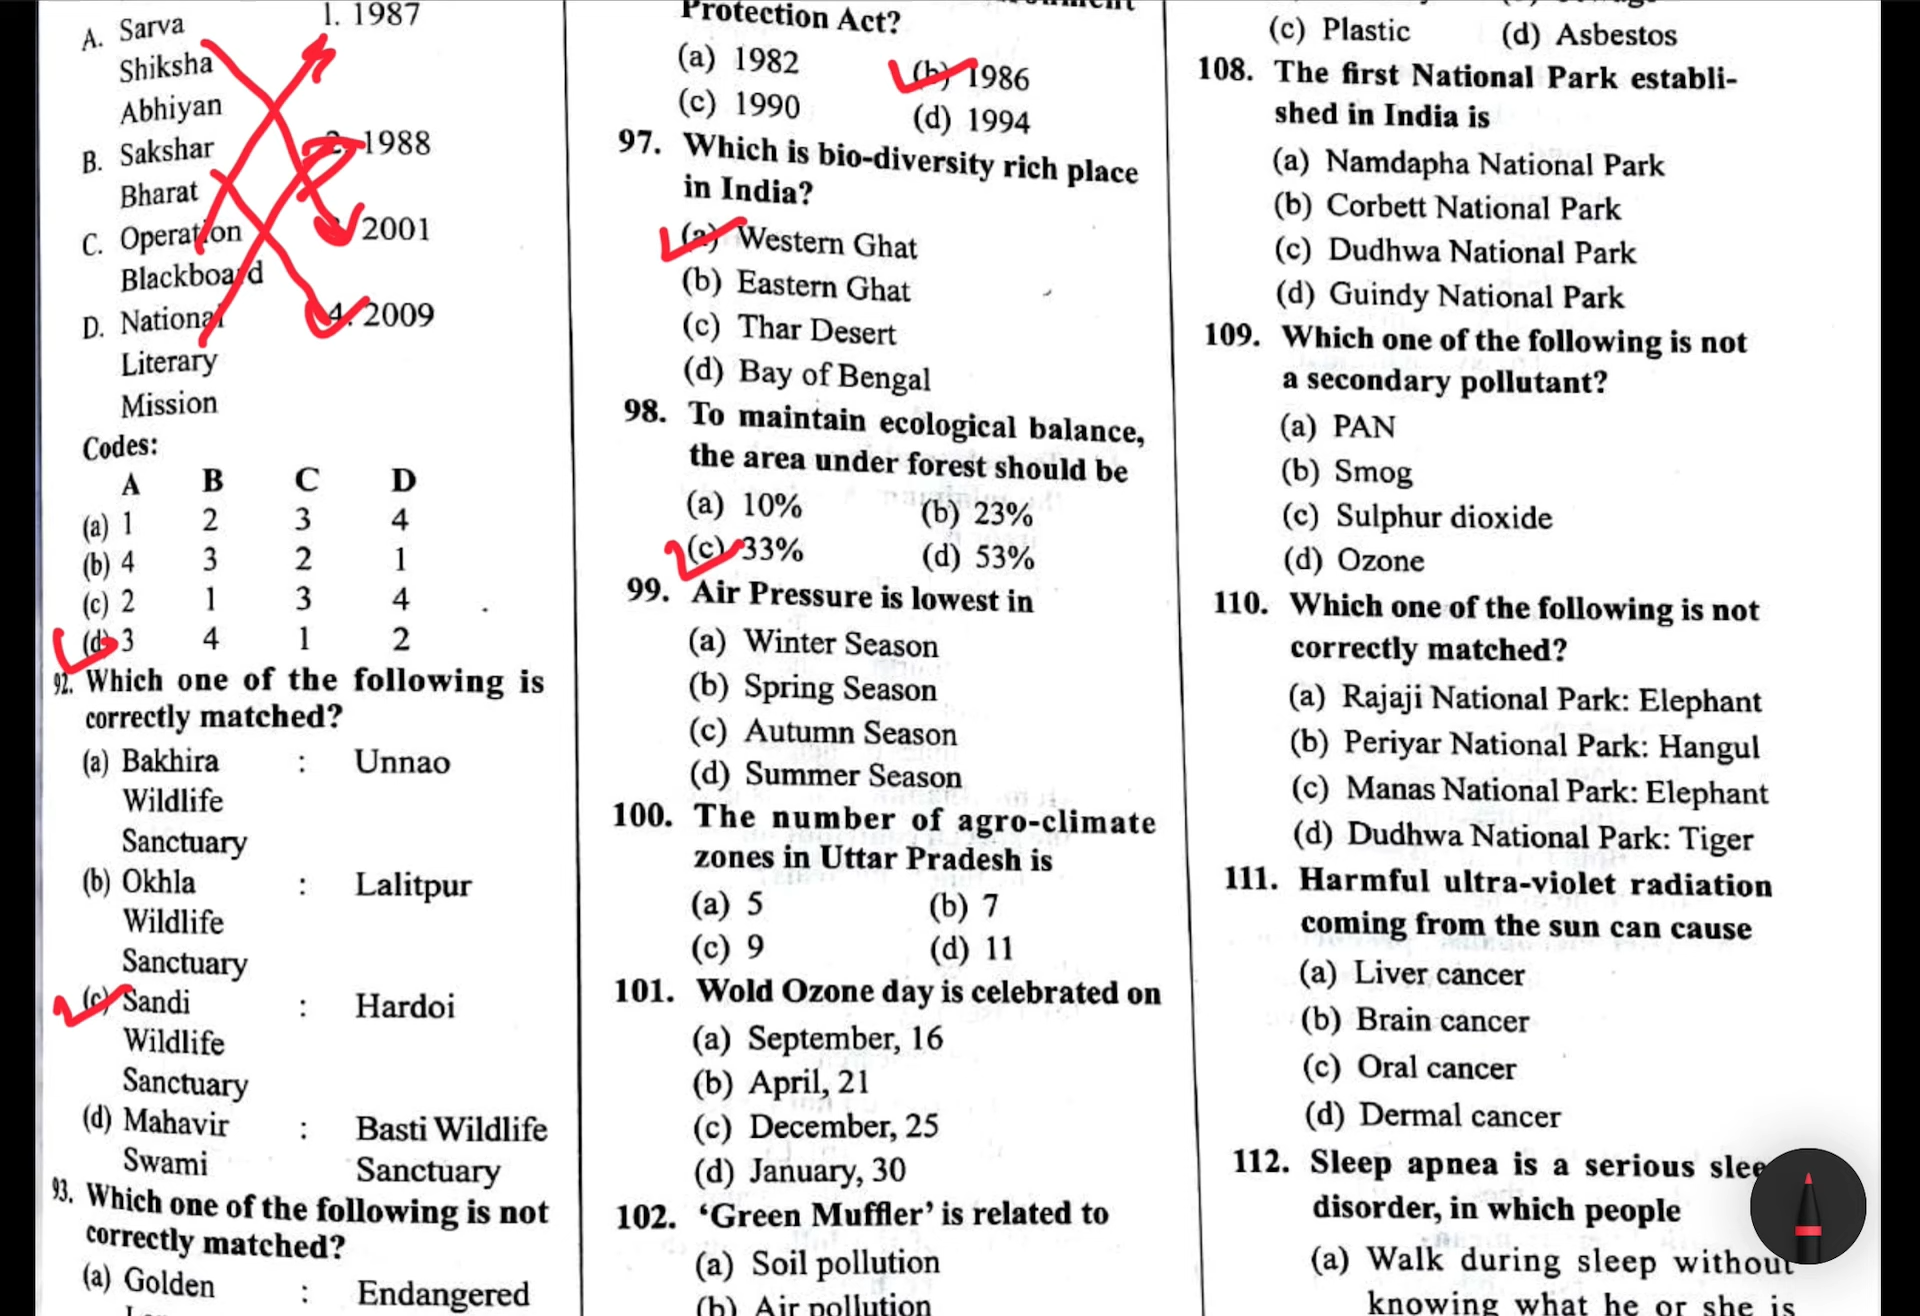 A. Sarva 1. 1987
Shiksha
Abhiyan
B. Sakshar 2. 1988
Bharat
C. Operation 2001
Blackboard
D. National 4. 2009
Literary
Mission
Codes:
A B C D
(a) 1 2 3 4
(b) 4 3 2 1
(c) 2 1 3 4
(d) 3 4 1 2
92. Which one of the following is
correctly matched?
(a) Bakhira : Unnao
Wildlife
Sanctuary
(b) Okhla : Lalitpur
Wildlife
Sanctuary
(c) Sandi : Hardoi
Wildlife
Sanctuary
(d) Mahavir : Basti Wildlife
Swami Sanctuary
93. Which one of the following is not
correctly matched?
(a) Golden : Endangered
Protection Act?
(a) 1982 (b) 1986
(c) 1990 (d) 1994
97. Which is bio-diversity rich place
in India?
(a) Western Ghat
(b) Eastern Ghat
(c) Thar Desert
(d) Bay of Bengal
98. To maintain ecological balance,
the area under forest should be
(a) 10% (b) 23%
(c) 33% (d) 53%
99. Air Pressure is lowest in
(a) Winter Season
(b) Spring Season
(c) Autumn Season
(d) Summer Season
100. The number of agro-climate
zones in Uttar Pradesh is
(a) 5 (b) 7
(c) 9 (d) 11
101. Wold Ozone day is celebrated on
(a) September, 16
(b) April, 21
(c) December, 25
(d) January, 30
102. ‘Green Muffler’ is related to
(a) Soil pollution
(b) Air pollution
(c) Plastic (d) Asbestos
108. The first National Park establi-
shed in India is
(a) Namdapha National Park
(b) Corbett National Park
(c) Dudhwa National Park
(d) Guindy National Park
109. Which one of the following is not
a secondary pollutant?
(a) PAN
(b) Smog
(c) Sulphur dioxide
(d) Ozone
110. Which one of the following is not
correctly matched?
(a) Rajaji National Park: Elephant
(b) Periyar National Park: Hangul
(c) Manas National Park: Elephant
(d) Dudhwa National Park: Tiger
111. Harmful ultra-violet radiation
coming from the sun can cause
(a) Liver cancer
(b) Brain cancer
(c) Oral cancer
(d) Dermal cancer
112. Sleep apnea is a serious slee
disorder, in which people
(a) Walk during sleep without
knowing what he or she is